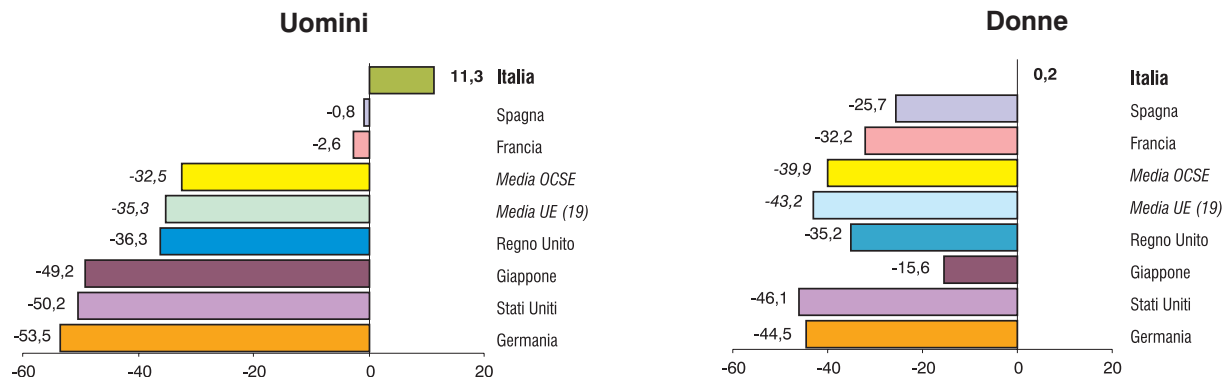 Uomini
11,3 Italia
-0,8 Spagna
-2,6 Francia
-32,5 Media OCSE
-35,3 Media UE (19)
-36,3 Regno Unito
-49,2 Giappone
-50,2 Stati Uniti
-53,5 Germania
-60 -40 -20 0 20
Donne
0,2 Italia
-25,7 Spagna
-32,2 Francia
-39,9 Media OCSE
-43,2 Media UE (19)
-35,2 Regno Unito
-15,6 Giappone
-46,1 Stati Uniti
-44,5 Germania
-60 -40 -20 0 20